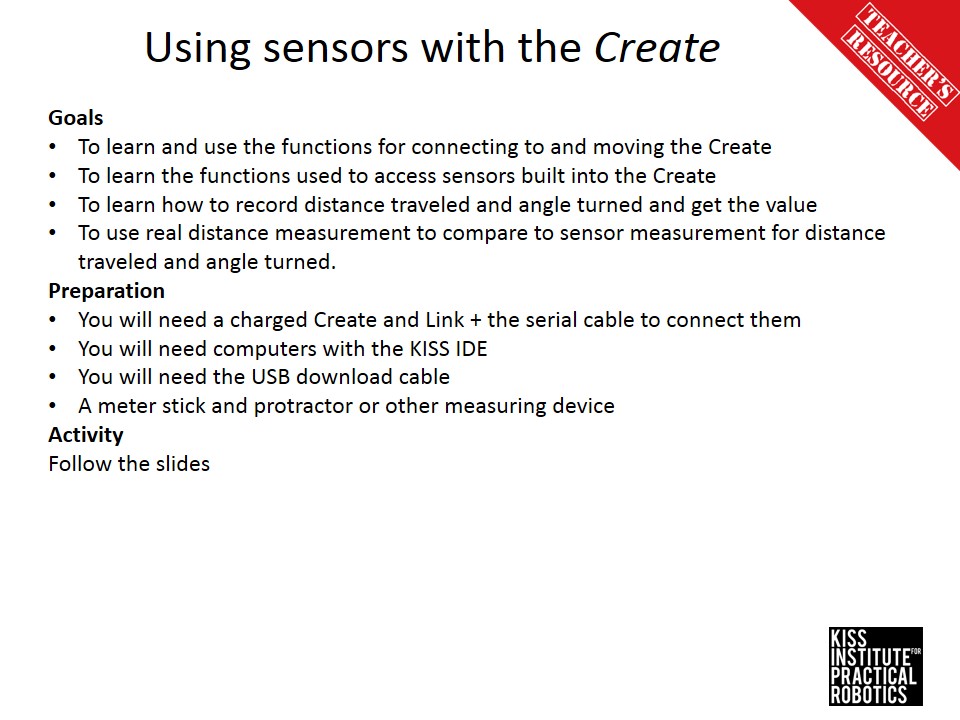 Using sensors with the Create
TEACHER'S
RESOURCE
Goals
• To learn and use the functions for connecting to and moving the Create
• To learn the functions used to access sensors built into the Create
• To learn how to record distance traveled and angle turned and get the value
• To use real distance measurement to compare to sensor measurement for distance
traveled and angle turned.
Preparation
• You will need a charged Create and Link + the serial cable to connect them
• You will need computers with the KISS IDE
• You will need the USB download cable
• A meter stick and protractor or other measuring device
Activity
Follow the slides
KISS
INSTITUTE FOR
PRACTICAL
ROBOTICS